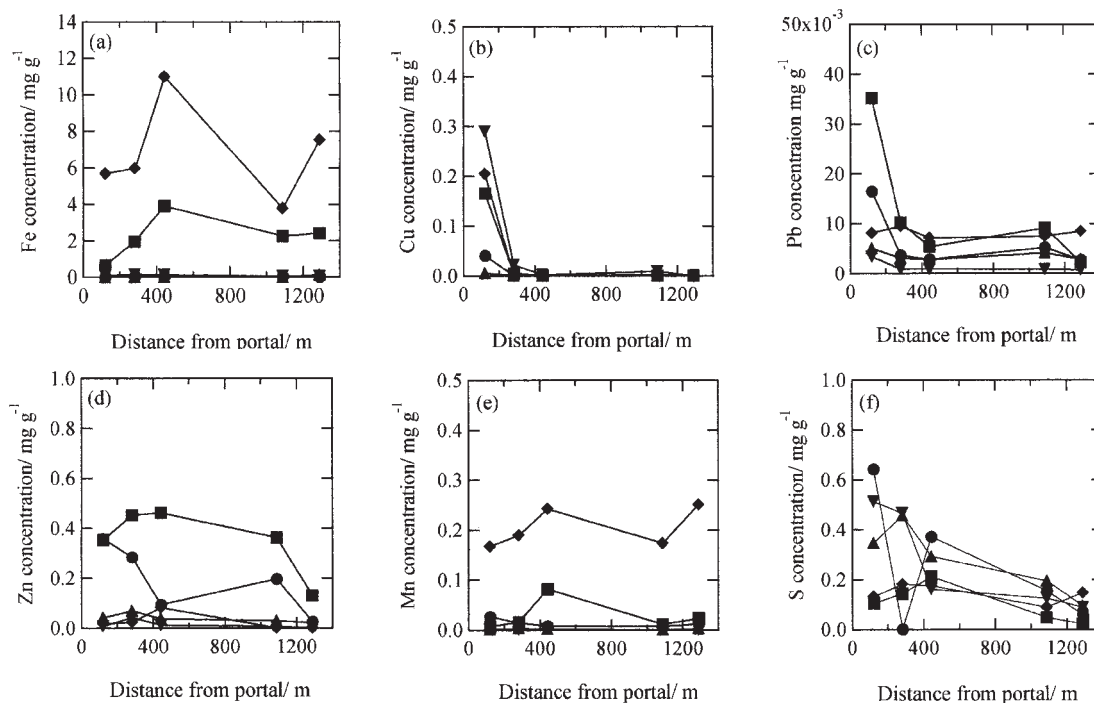 (a)
Fe concentration/ mg g-1
14
12
10
8
6
4
2
0
0 400 800 1200
Distance from portal/ m
(b)
Cu concentration/ mg g-1
0.5
0.4
0.3
0.2
0.1
0.0
0 400 800 1200
Distance from portal/ m
(c)
Pb concentraion mg g-1
50x10-3
40
30
20
10
0
0 400 800 1200
Distance from portal/ m
(d)
Zn concentration/ mg g-1
1.0
0.8
0.6
0.4
0.2
0.0
0 400 800 1200
Distance from portal/ m
(e)
Mn concentration/ mg g-1
0.5
0.4
0.3
0.2
0.1
0.0
0 400 800 1200
Distance from portal/ m
(f)
S concentration/ mg g-1
1.0
0.8
0.6
0.4
0.2
0.0
0 400 800 1200
Distance from portal/ m